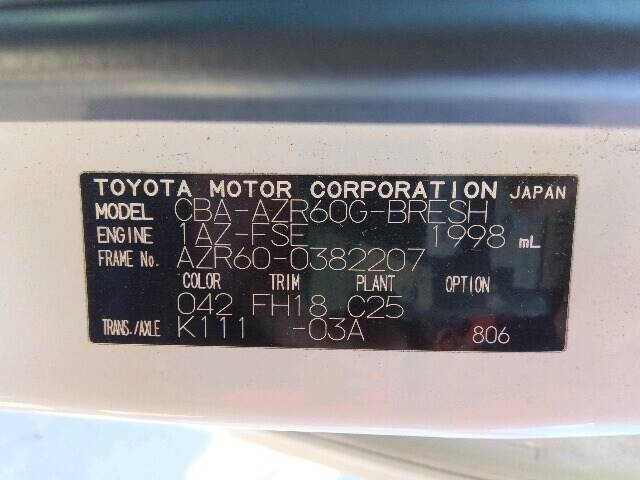 TOYOTA MOTOR CORPORATION JAPAN
MODEL CBA-AZR60G-BRESH
ENGINE 1AZ-FSE 1998 mL
FRAME No. AZR60-0382207
COLOR TRIM PLANT OPTION
042 FH18 C25
TRANS./AXLE K111 -03A 806